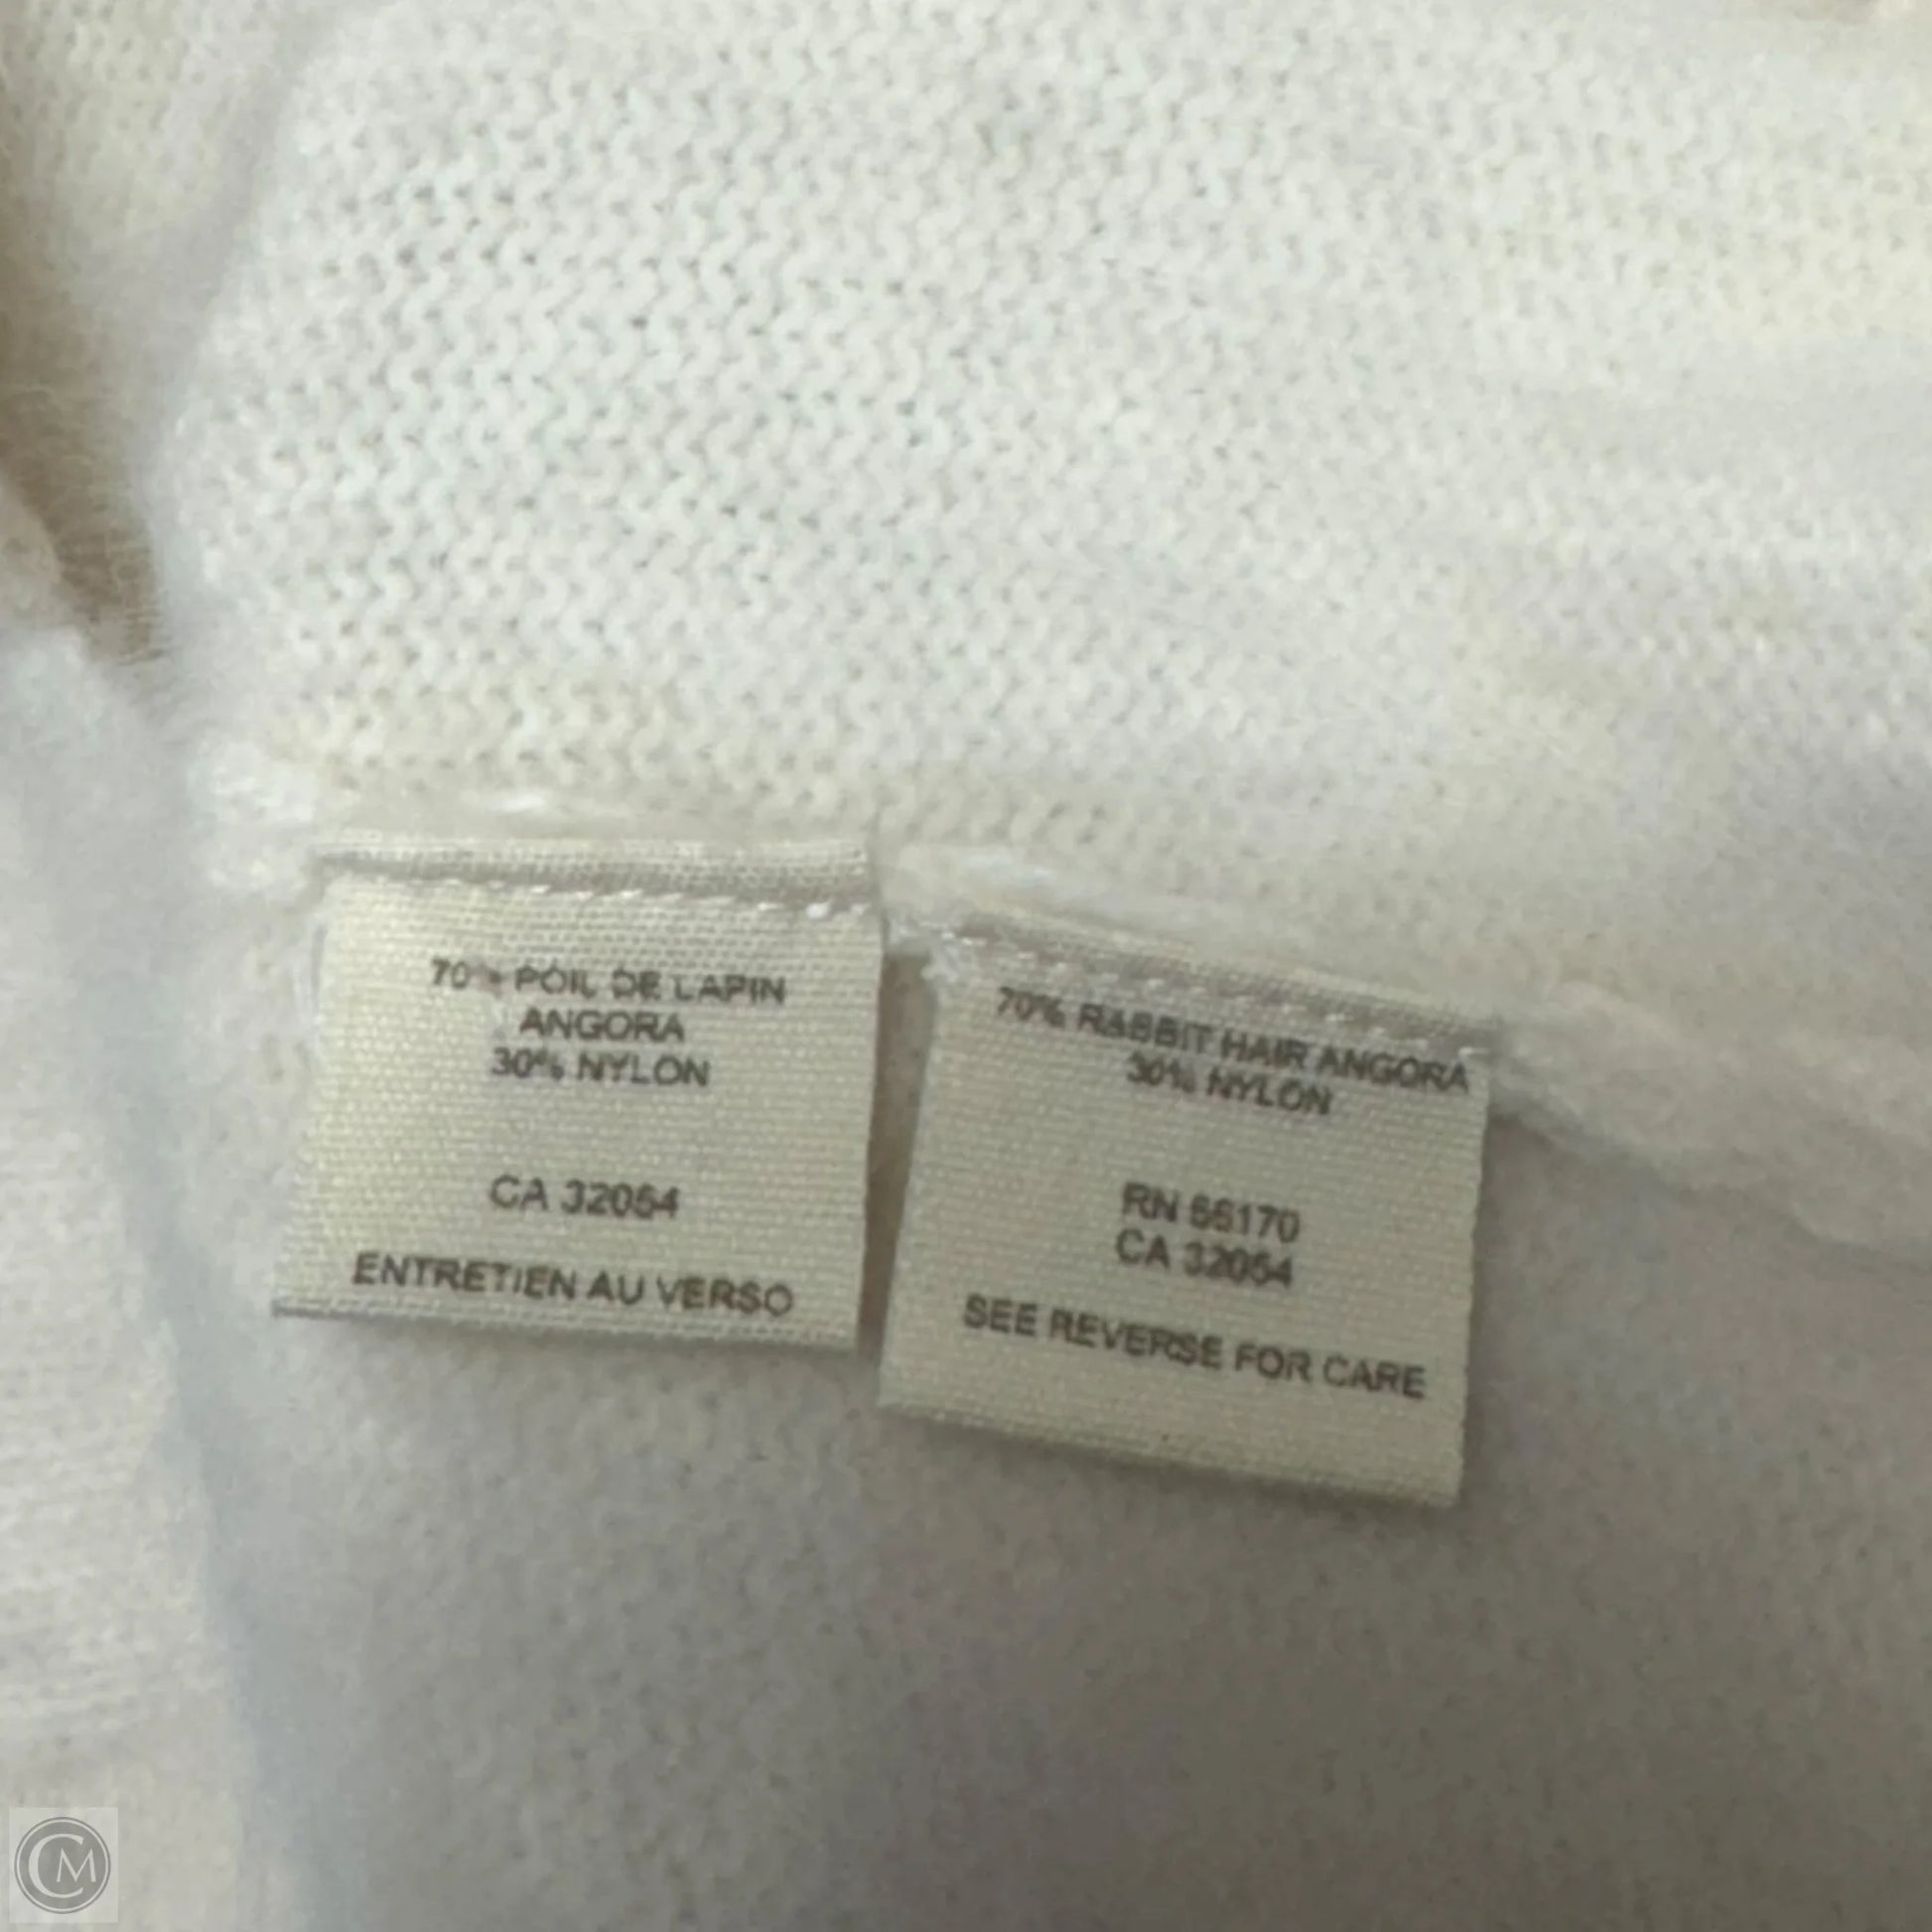 70% POIL DE LAPIN
ANGORA
30% NYLON
CA 32054
ENTRETIEN AU VERSO
70% RABBIT HAIR ANGORA
30% NYLON
RN 66170
CA 32054
SEE REVERSE FOR CARE
CM